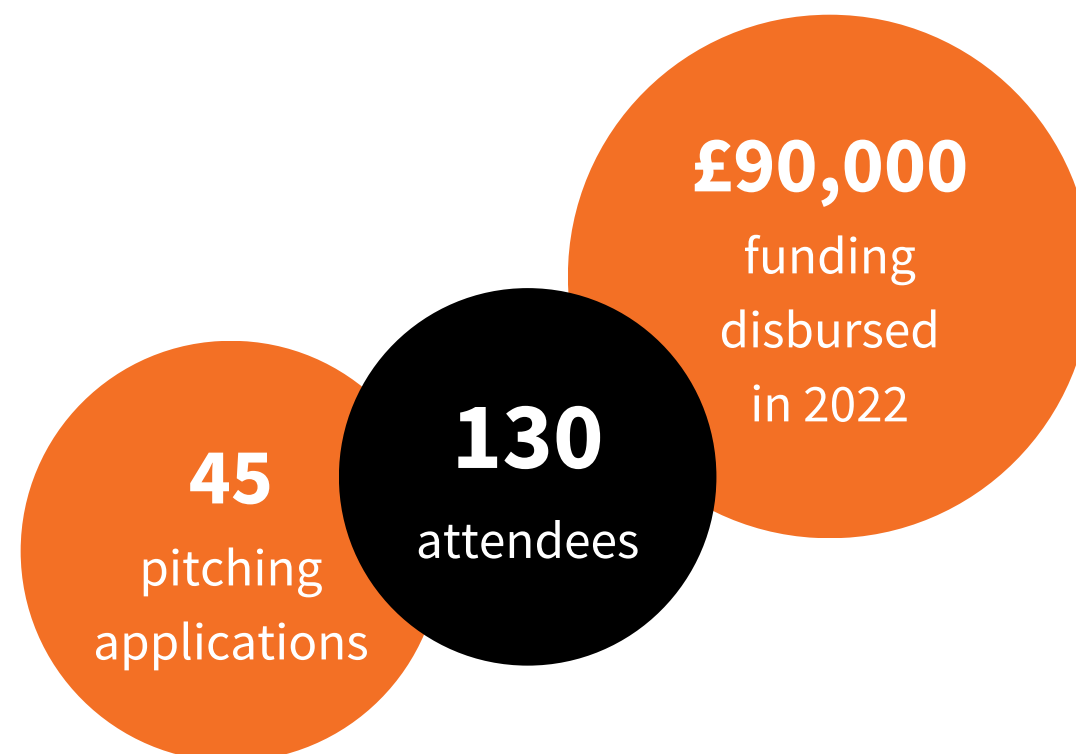 45
pitching
applications
130
attendees
£90,000
funding
disbursed
in 2022